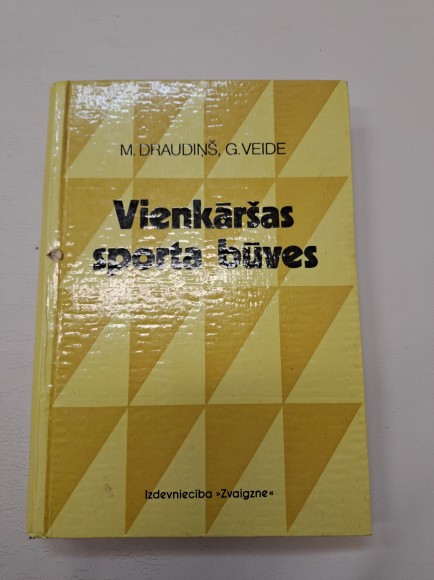 M. DRAUDIŅŠ, G. VEIDE
Vienkāršas
sporta būves
Izdevniecība »Zvaigzne«